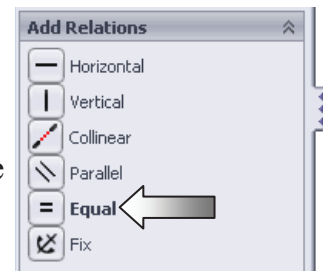 Add Relations
Horizontal
Vertical
Collinear
Parallel
e
Equal
Fix